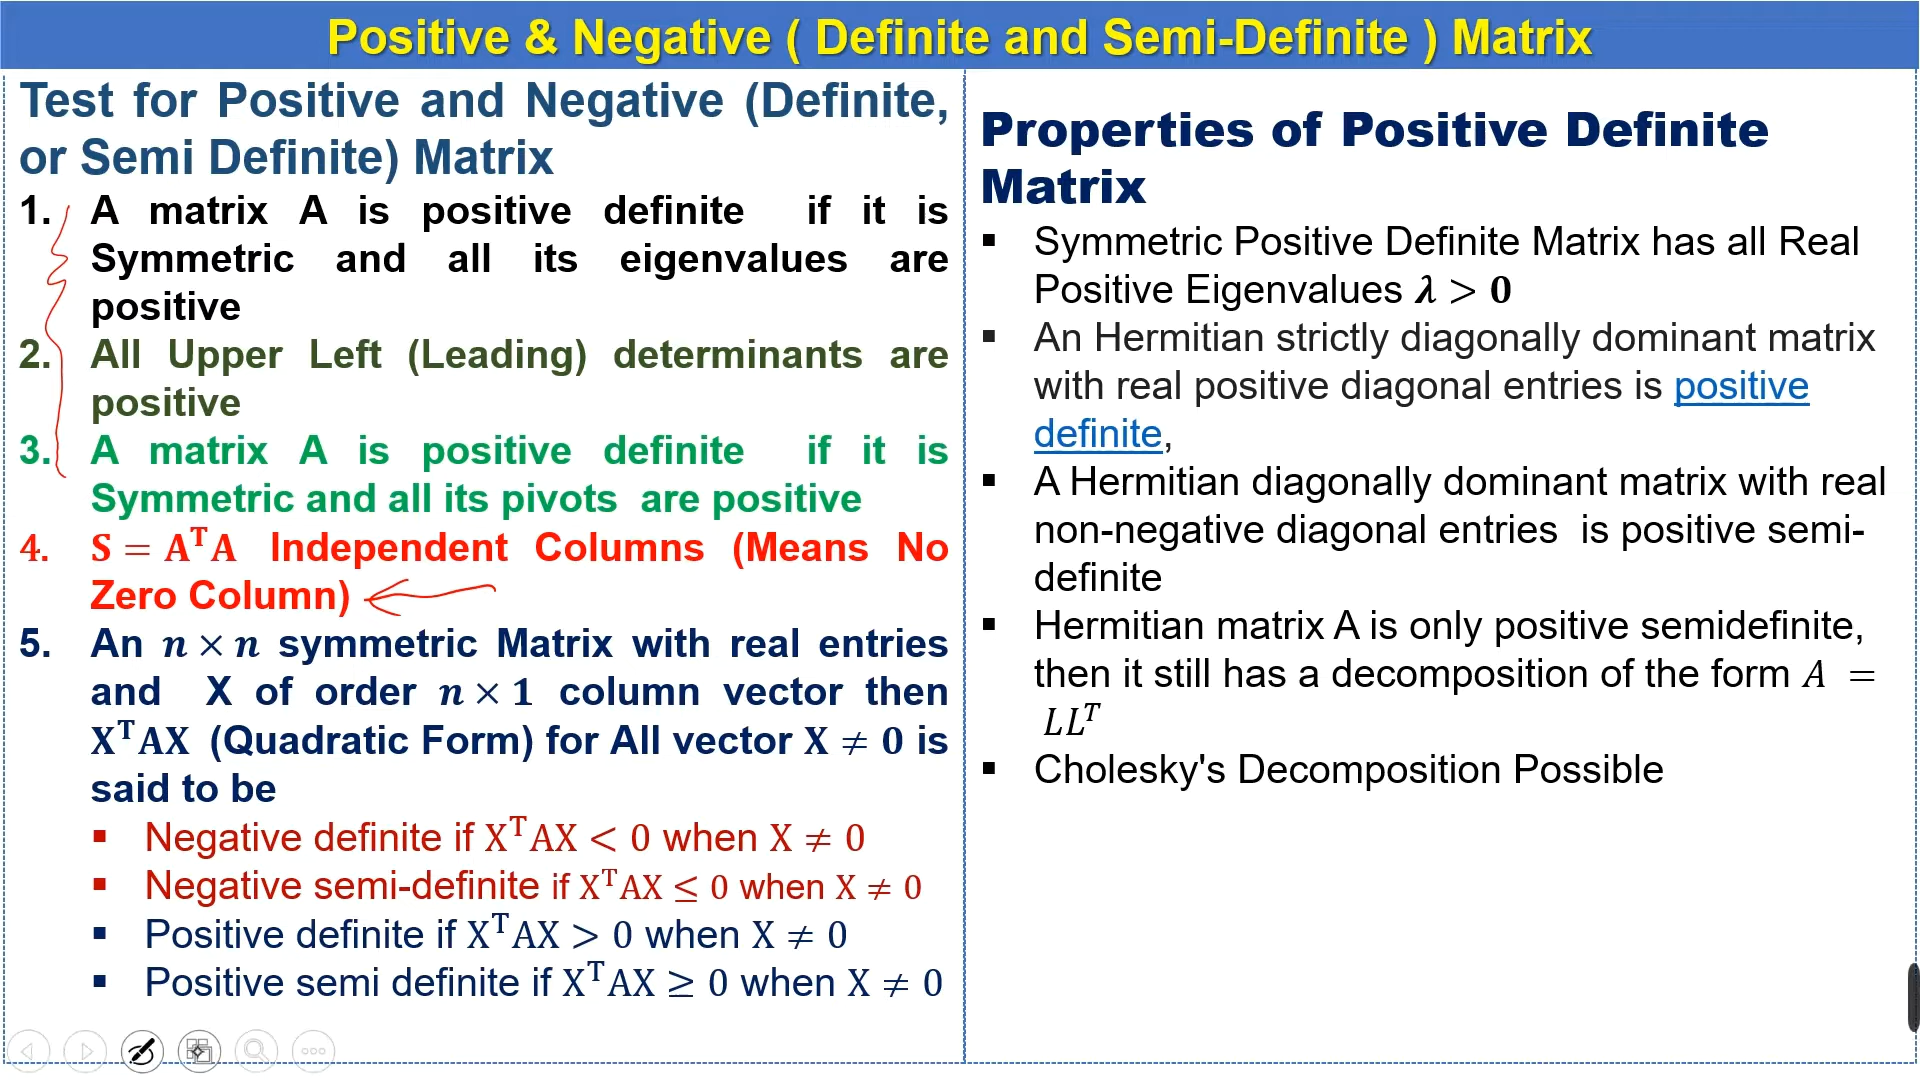 Positive & Negative ( Definite and Semi-Definite ) Matrix
Test for Positive and Negative (Definite,
or Semi Definite) Matrix
1. A matrix A is positive definite if it is
Symmetric and all its eigenvalues are
positive
2. All Upper Left (Leading) determinants are
positive
3. A matrix A is positive definite if it is
Symmetric and all its pivots are positive
4. S = AᵀA Independent Columns (Means No
Zero Column)
5. An n × n symmetric Matrix with real entries
and X of order n × 1 column vector then
XᵀAX (Quadratic Form) for All vector X ≠ 0 is
said to be
▪ Negative definite if XᵀAX < 0 when X ≠ 0
▪ Negative semi-definite if XᵀAX ≤ 0 when X ≠ 0
▪ Positive definite if XᵀAX > 0 when X ≠ 0
▪ Positive semi definite if XᵀAX ≥ 0 when X ≠ 0
Properties of Positive Definite
Matrix
▪ Symmetric Positive Definite Matrix has all Real
Positive Eigenvalues λ > 0
▪ An Hermitian strictly diagonally dominant matrix
with real positive diagonal entries is positive
definite,
▪ A Hermitian diagonally dominant matrix with real
non-negative diagonal entries is positive semi-
definite
▪ Hermitian matrix A is only positive semidefinite,
then it still has a decomposition of the form A =
LLᵀ
▪ Cholesky's Decomposition Possible